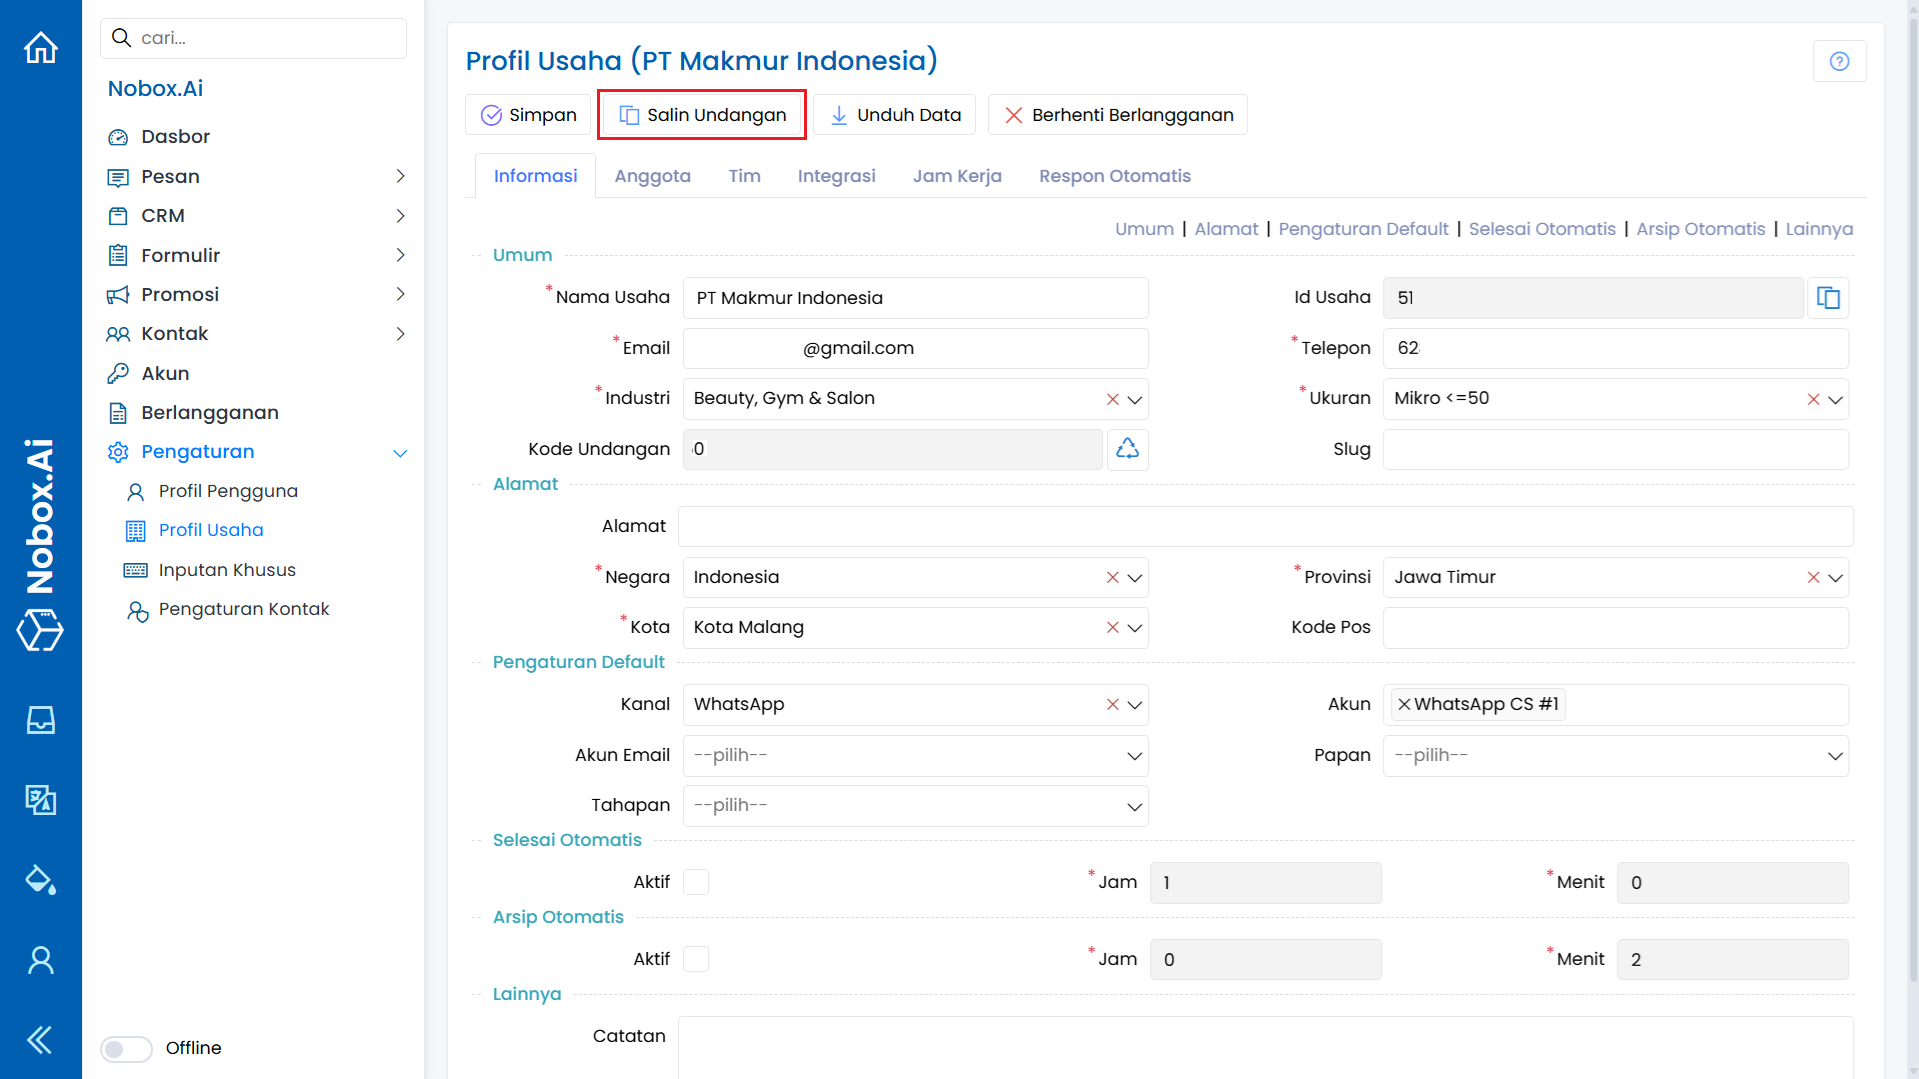 cari...
Nobox.Ai
Dasbor
Pesan
CRM
Formulir
Promosi
Kontak
Akun
Berlangganan
Pengaturan
Profil Pengguna
Profil Usaha
Inputan Khusus
Pengaturan Kontak
Offline
Nobox.Ai
Profil Usaha (PT Makmur Indonesia)
Simpan
Salin Undangan
Unduh Data
Berhenti Berlangganan
Informasi
Anggota
Tim
Integrasi
Jam Kerja
Respon Otomatis
Umum | Alamat | Pengaturan Default | Selesai Otomatis | Arsip Otomatis | Lainnya
Umum
*Nama Usaha PT Makmur Indonesia
Id Usaha 51
*Email @gmail.com
*Telepon 62
*Industri Beauty, Gym & Salon
*Ukuran Mikro <=50
Kode Undangan 0
Slug
Alamat
Alamat
*Negara Indonesia
*Provinsi Jawa Timur
*Kota Kota Malang
Kode Pos
Pengaturan Default
Kanal WhatsApp
Akun WhatsApp CS #1
Akun Email --pilih--
Papan --pilih--
Tahapan --pilih--
Selesai Otomatis
Aktif
*Jam 1
*Menit 0
Arsip Otomatis
Aktif
*Jam 0
*Menit 2
Lainnya
Catatan